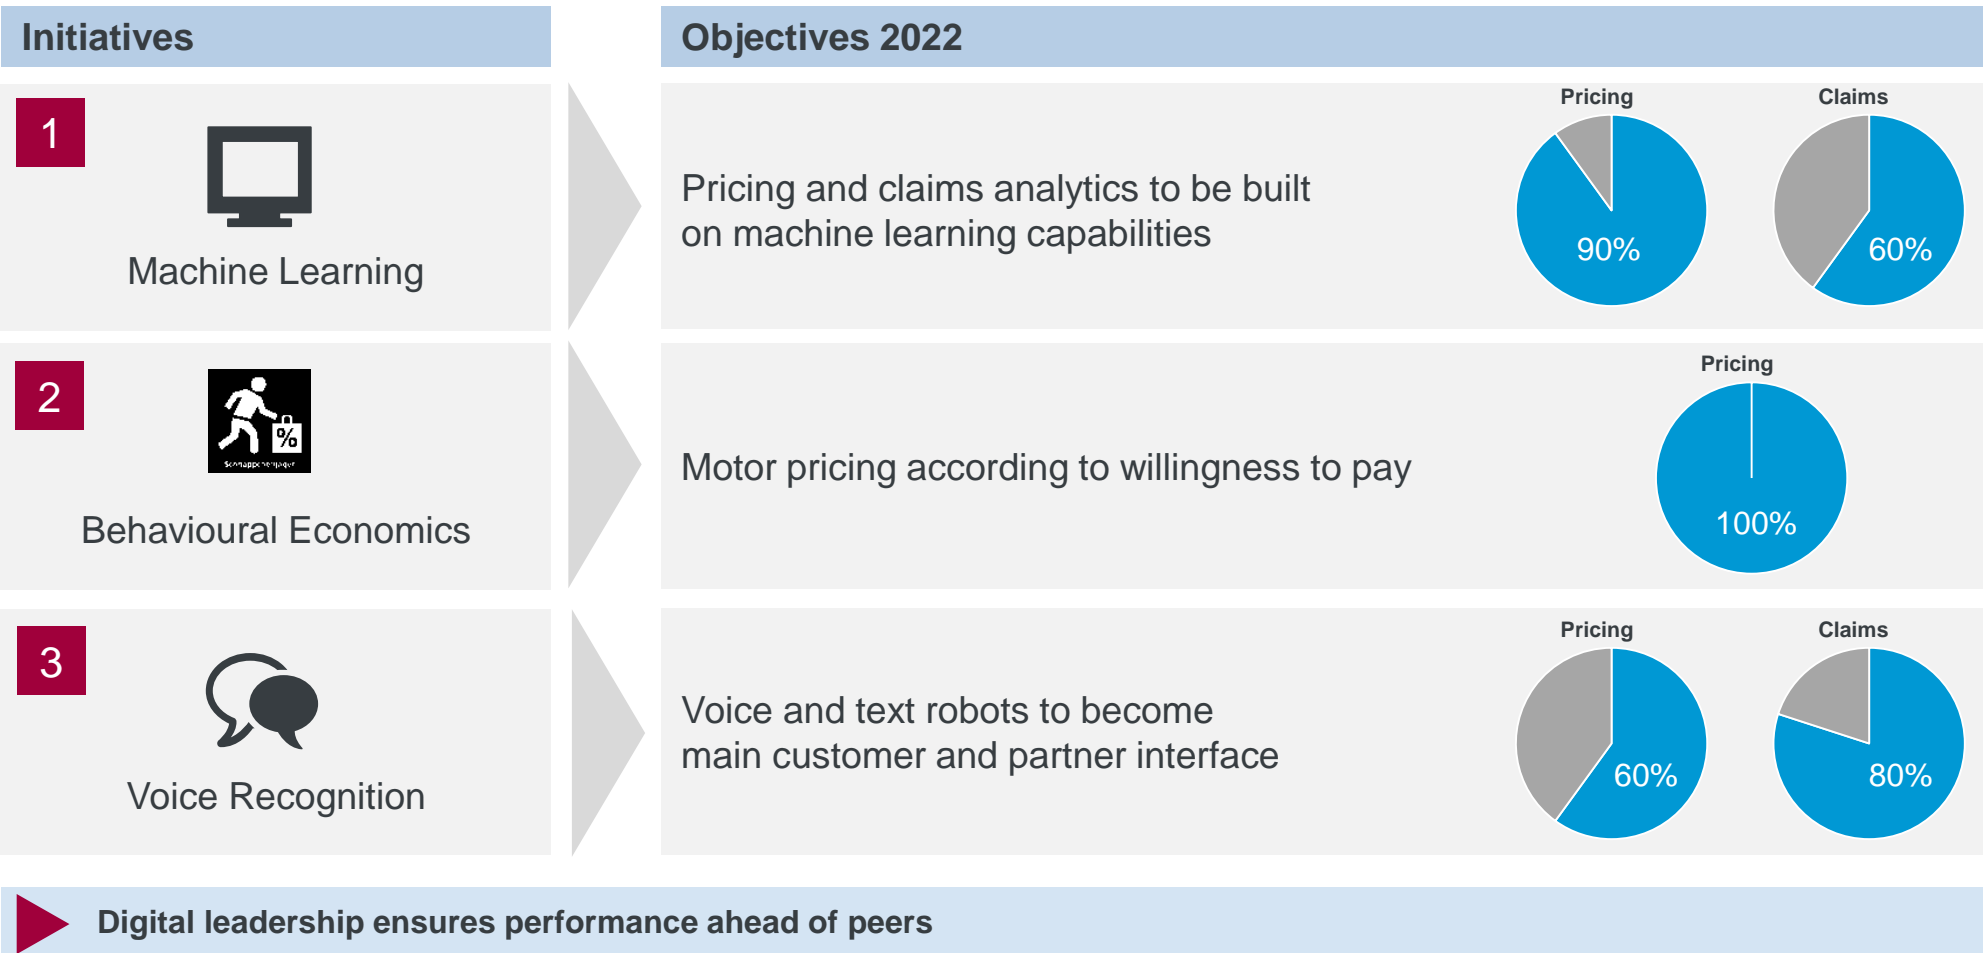 Initiatives
Objectives 2022
1
Machine Learning
Pricing and claims analytics to be built
on machine learning capabilities
Pricing
90%
Claims
60%
2
%
Behavioural Economics
Motor pricing according to willingness to pay
Pricing
100%
3
Voice Recognition
Voice and text robots to become
main customer and partner interface
Pricing
60%
Claims
80%
Digital leadership ensures performance ahead of peers